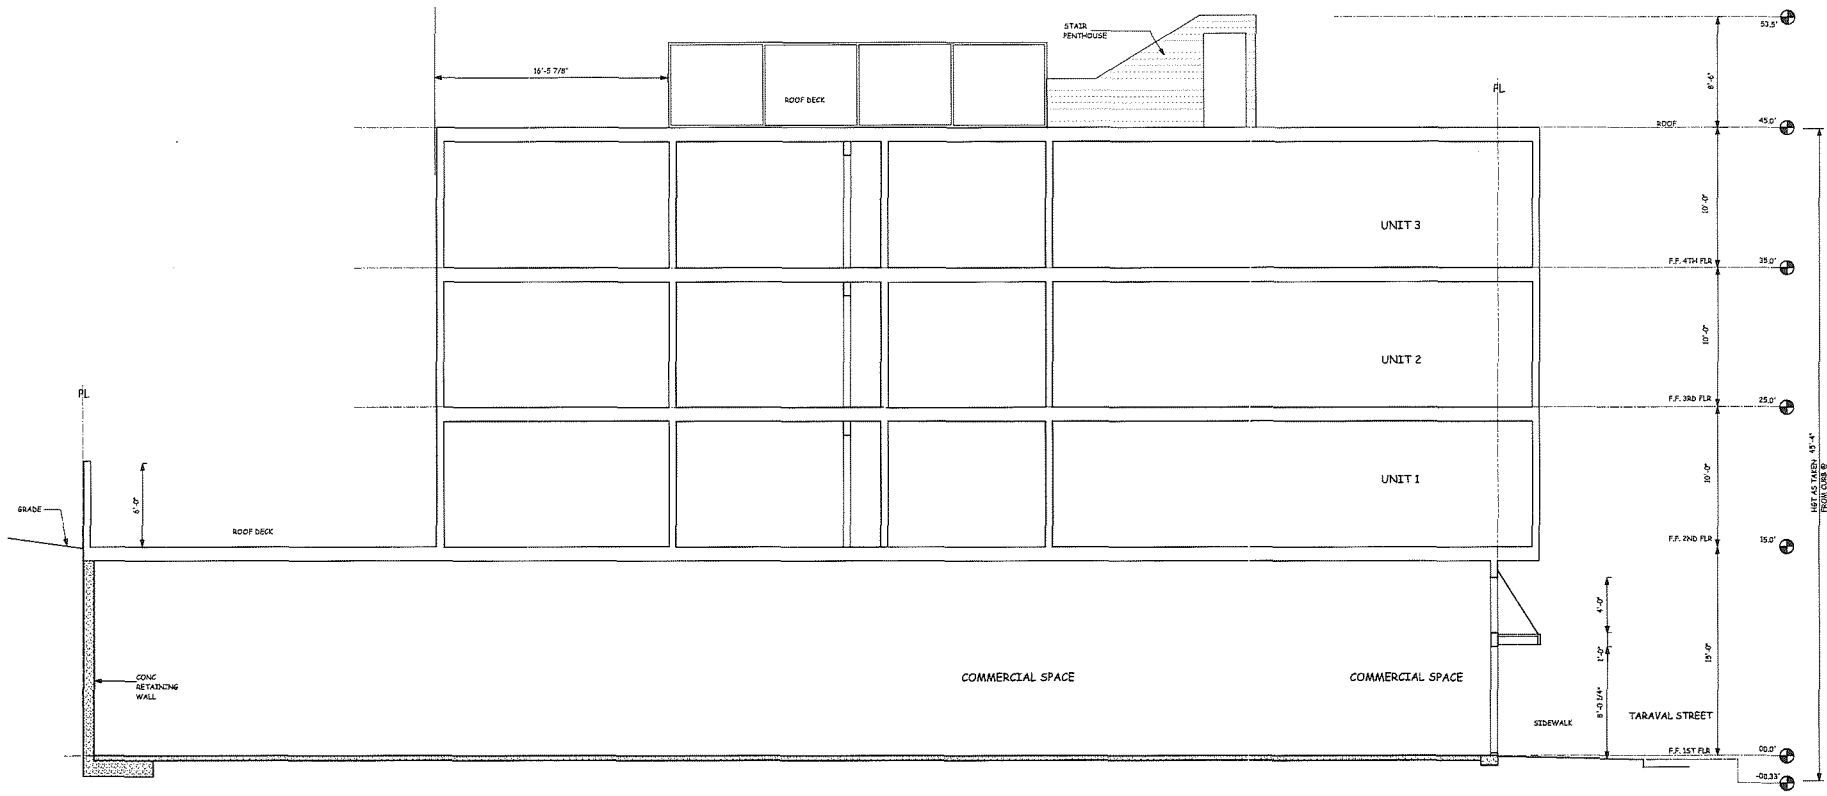 STAIR
PENTHOUSE
53.5'
16'-5 7/8"
ROOF DECK
8'-6"
PL
ROOF
45.0'
10'-0"
UNIT 3
F.F. 4TH FLR
35.0'
10'-0"
UNIT 2
PL
F.F. 3RD FLR
25.0'
HGT AS TAKEN 45'-4"
FROM CURB @
10'-0"
UNIT 1
6'-0"
GRADE
ROOF DECK
F.F. 2ND FLR
15.0'
4'-0"
1'-0"
15'-0"
CONC
RETAINING
WALL
COMMERCIAL SPACE
COMMERCIAL SPACE
8'-0 1/4"
SIDEWALK
TARAVAL STREET
F.F. 1ST FLR
00.0'
-00.33'